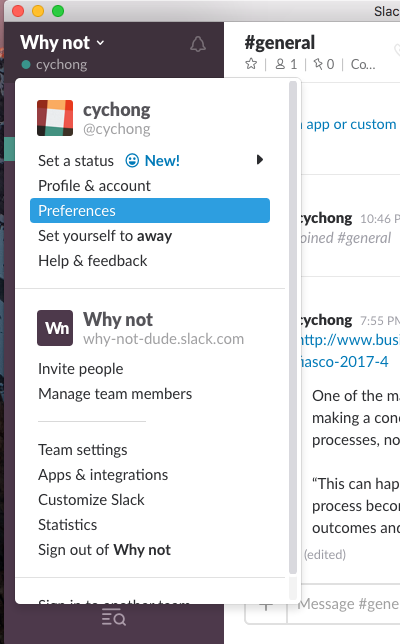 Slac
Why not
cychong
#general
1 | 0 | Co...
cychong
@cychong
Set a status New!
Profile & account
Preferences
Set yourself to away
Help & feedback
Why not
Wn
why-not-dude.slack.com
Invite people
Manage team members
Team settings
Apps & integrations
Customize Slack
Statistics
Sign out of Why not
Sign in to another team
app or custom
cychong 10:46 P
joined #general
cychong 7:55 PM
http://www.busi
fiasco-2017-4
One of the ma
making a con
processes, no
“This can hap
process becor
outcomes and
(edited)
Message #gene